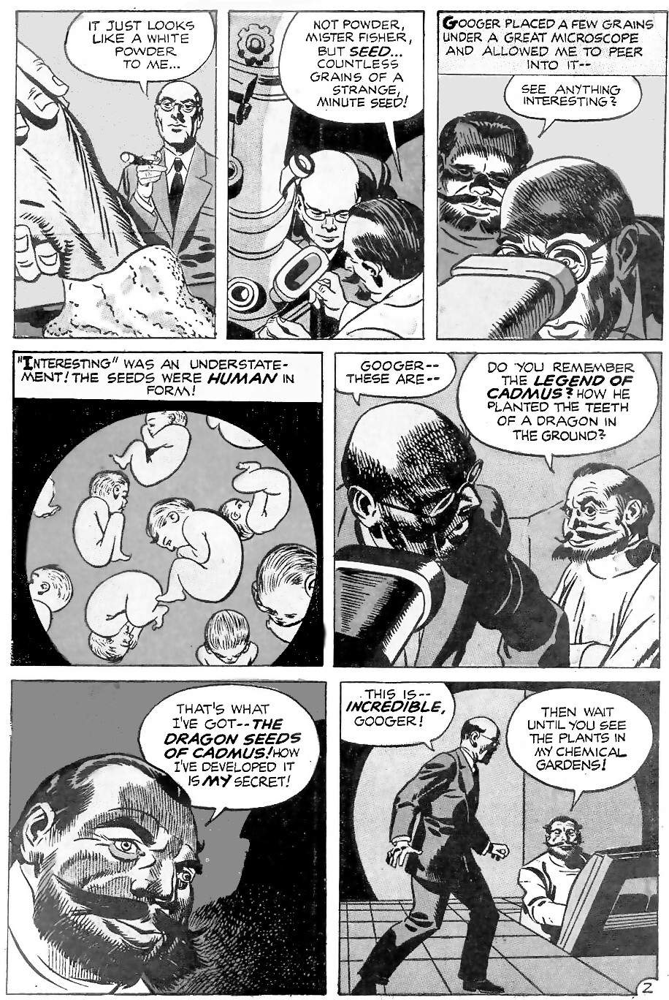 IT JUST LOOKS
LIKE A WHITE
POWDER
TO ME...
NOT POWDER,
MISTER FISHER,
BUT SEED...
COUNTLESS
GRAINS OF A
STRANGE,
MINUTE SEED!
GOOGER PLACED A FEW GRAINS
UNDER A GREAT MICROSCOPE
AND ALLOWED ME TO PEER
INTO IT--
SEE ANYTHING
INTERESTING?
"INTERESTING" WAS AN UNDERSTATE-
MENT! THE SEEDS WERE HUMAN IN
FORM!
GOOGER--
THESE ARE--
DO YOU REMEMBER
THE LEGEND OF
CADMUS? HOW HE
PLANTED THE TEETH
OF A DRAGON IN
THE GROUND?
THAT'S WHAT
I'VE GOT--THE
DRAGON SEEDS
OF CADMUS! HOW
I'VE DEVELOPED IT
IS MY SECRET!
THIS IS--
INCREDIBLE,
GOOGER!
THEN WAIT
UNTIL YOU SEE
THE PLANTS IN
MY CHEMICAL
GARDENS!
2